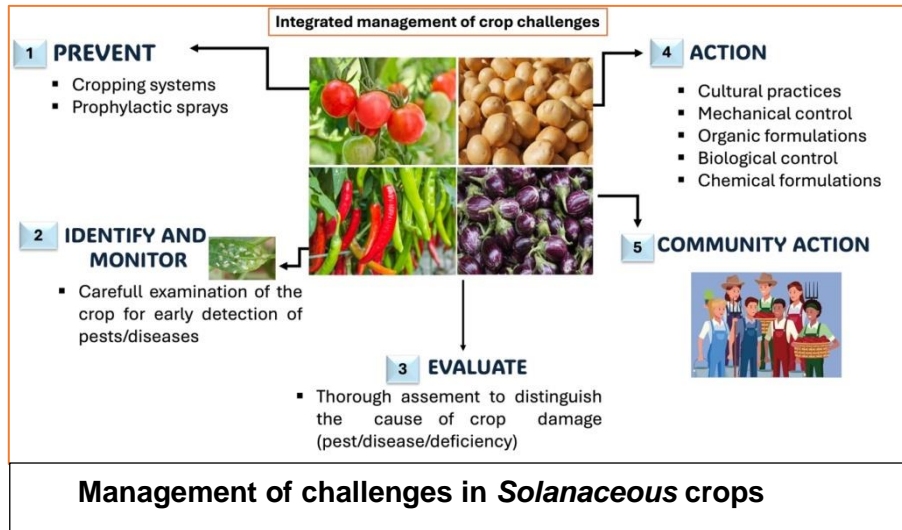 Integrated management of crop challenges
1 PREVENT
▪ Cropping systems
▪ Prophylactic sprays
2 IDENTIFY AND
MONITOR
▪ Carefull examination of the
crop for early detection of
pests/diseases
3 EVALUATE
▪ Thorough assement to distinguish
the cause of crop damage
(pest/disease/deficiency)
4 ACTION
▪ Cultural practices
▪ Mechanical control
▪ Organic formulations
▪ Biological control
▪ Chemical formulations
5 COMMUNITY ACTION
Management of challenges in Solanaceous crops